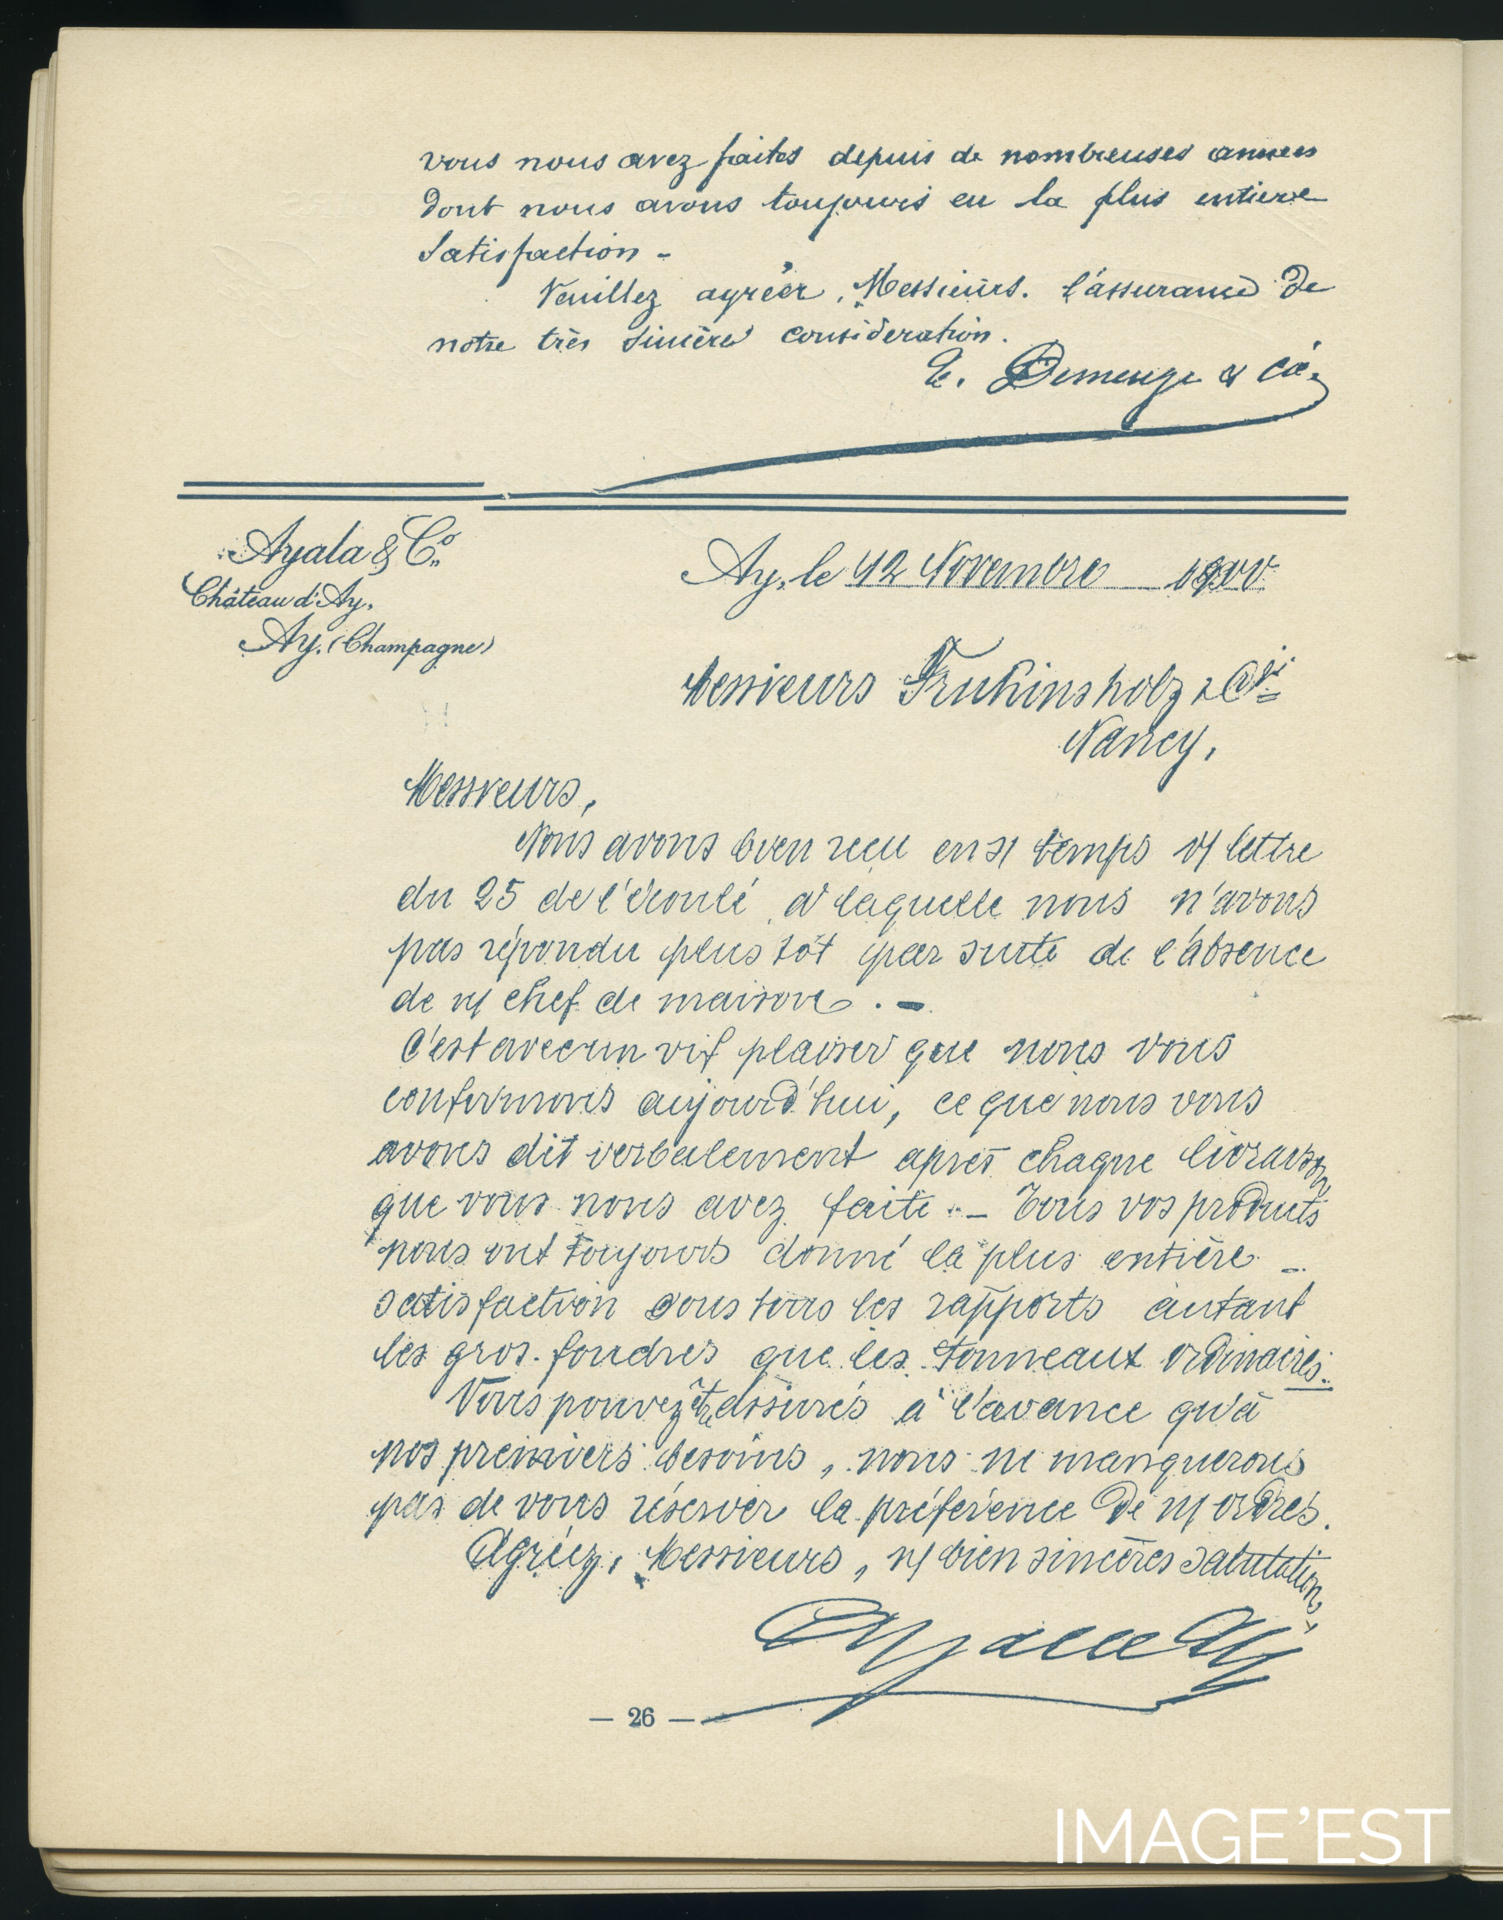 vous nous avez faites depuis de nombreuses années
dont nous avons toujours eu la plus entière
satisfaction –
Veuillez agréer, Messieurs. l'assurance de
notre très sincère considération.
E. Demenge & Cie.
Ayala & Co.
Château d'Ay,
Ay. (Champagne)
Ay, le 12 Novembre 1900
Messieurs Fruhinsholz & Cie
Nancy,
Messieurs,
Nous avons bien reçu en s/ temps v/ lettre
du 25 de l'écoulé à laquelle nous n'avons
pas répondu plus tôt par suite de l'absence
de n/ chef de maison. –
C'est avec un vif plaisir que nous vous
confirmons aujourd'hui, ce que nous vous
avons dit verbalement après chaque livraison
que vous nous avez faite. – Tous vos produits
nous ont toujours donné la plus entière –
satisfaction sous tous les rapports autant
les gros foudres que les tonneaux ordinaires.
Vous pouvez être assurés à l'avance qu'à
nos premiers besoins, nous ne manquerons
pas de vous réserver la préférence de n/ ordres.
Agréez, Messieurs, n/ bien sincères salutations,
— 26 —
IMAGE'EST